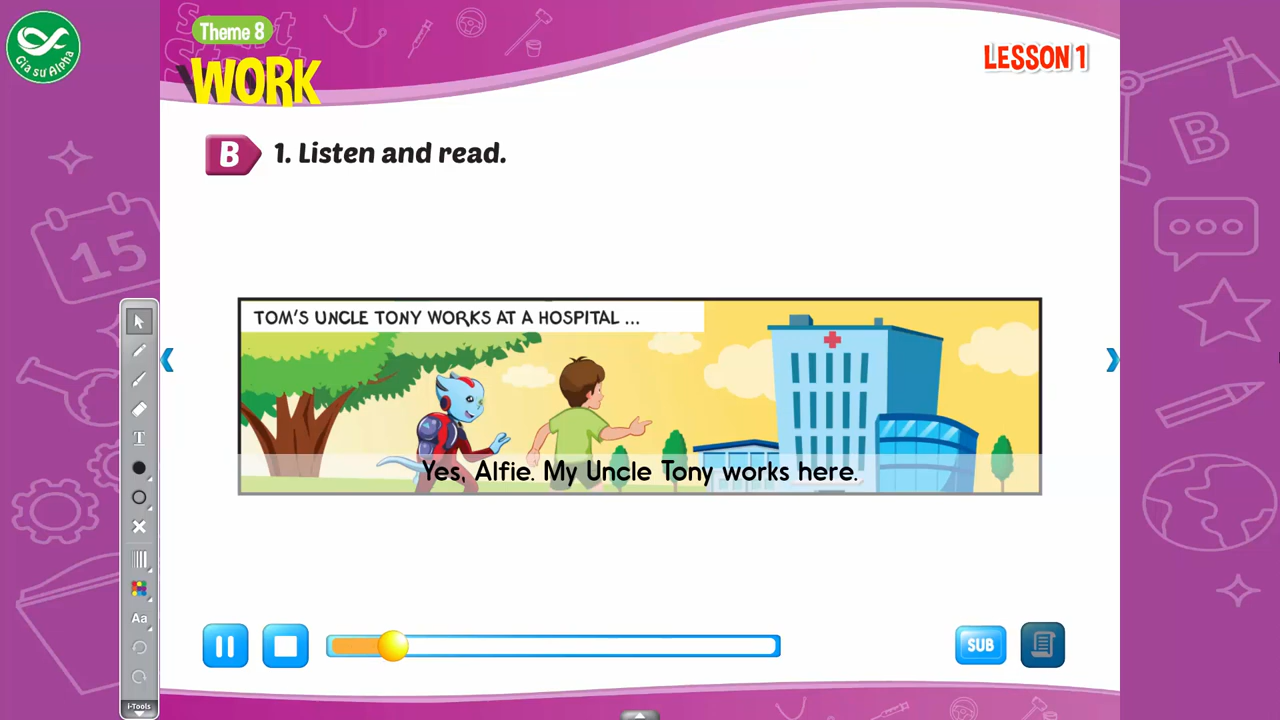 Gia sư Alpha
Theme 8
WORK
LESSON 1
B 1. Listen and read.
15
B
TOM'S UNCLE TONY WORKS AT A HOSPITAL ...
Yes, Alfie. My Uncle Tony works here.
T
Aa
i-Tools
SUB